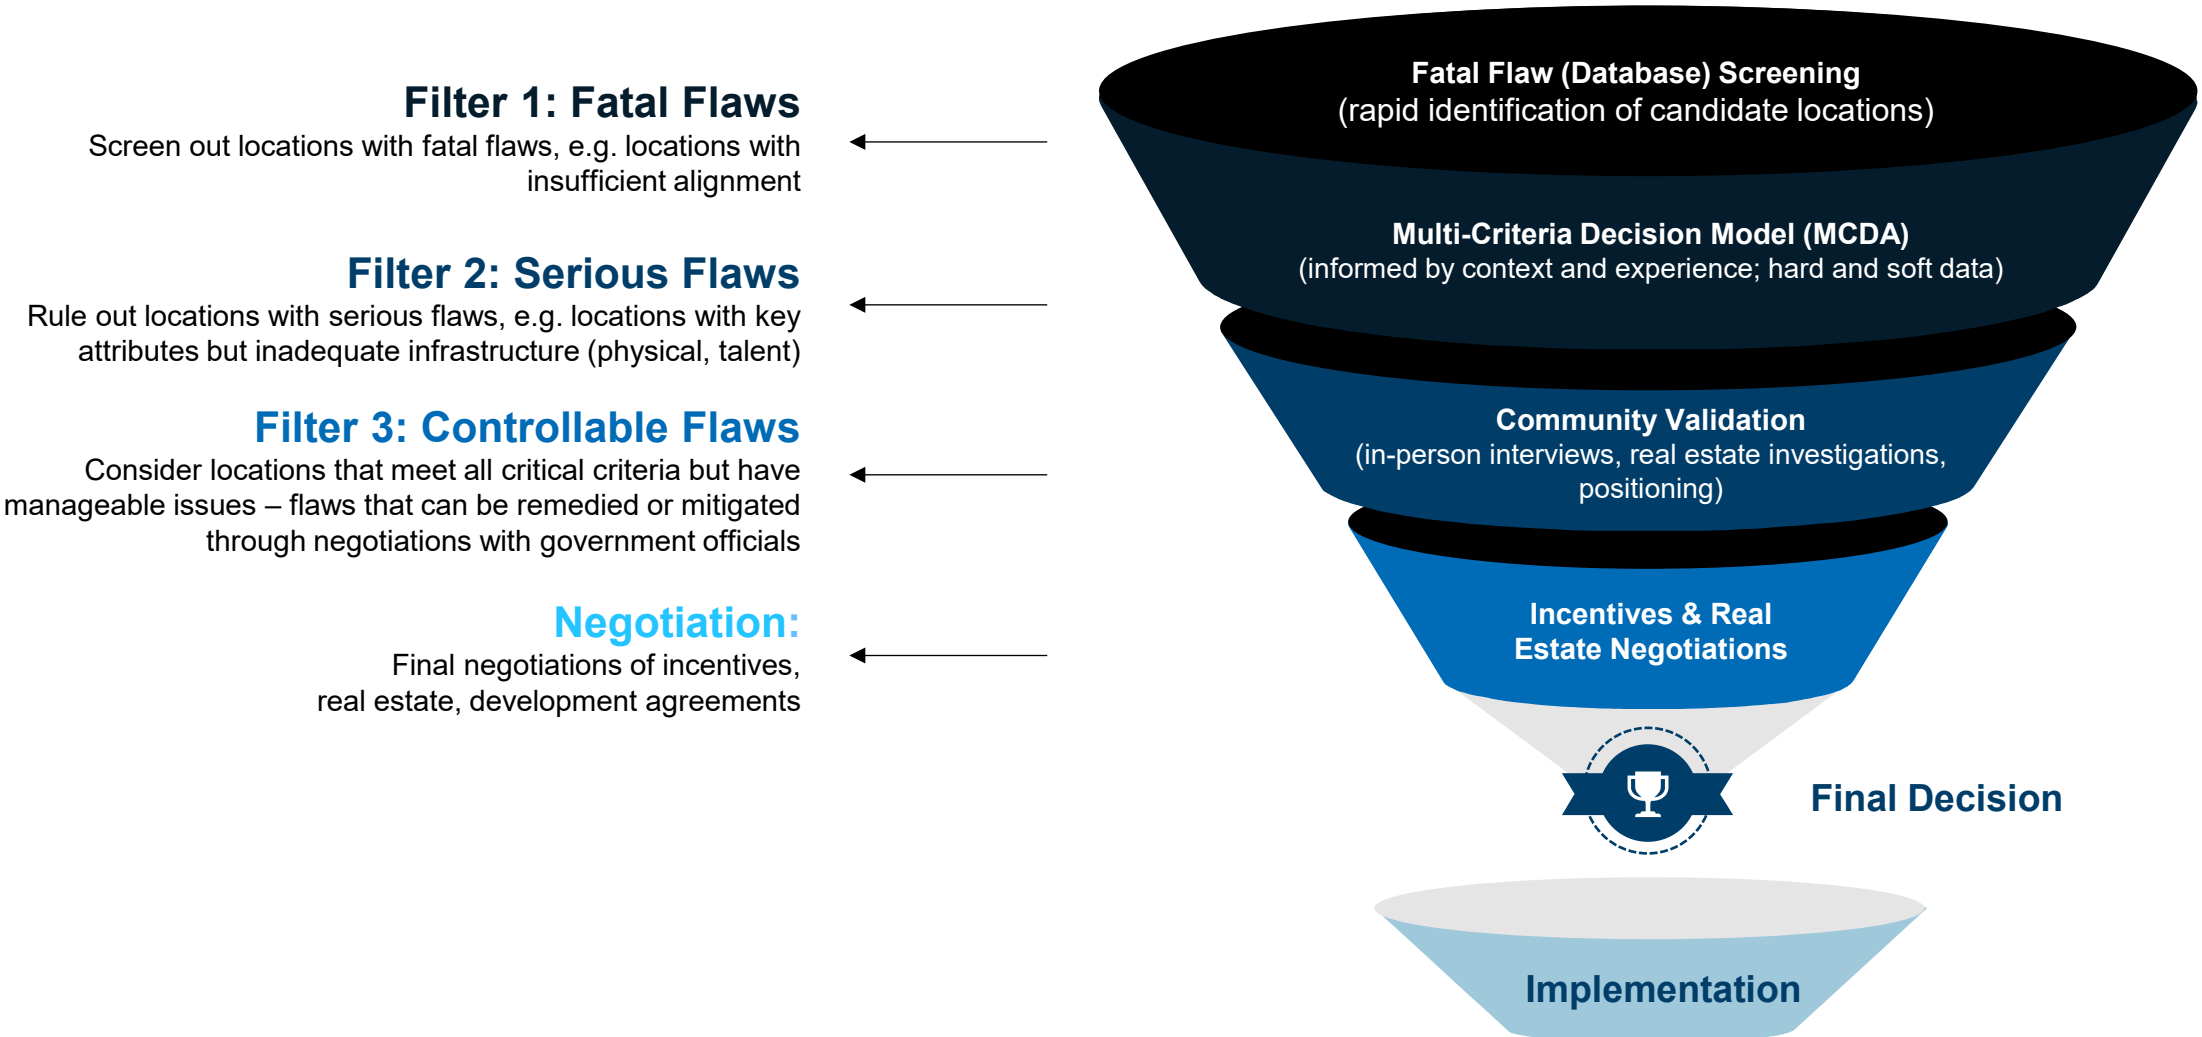 Filter 1: Fatal Flaws
Screen out locations with fatal flaws, e.g. locations with
insufficient alignment
Filter 2: Serious Flaws
Rule out locations with serious flaws, e.g. locations with key
attributes but inadequate infrastructure (physical, talent)
Filter 3: Controllable Flaws
Consider locations that meet all critical criteria but have
manageable issues – flaws that can be remedied or mitigated
through negotiations with government officials
Negotiation:
Final negotiations of incentives,
real estate, development agreements
Fatal Flaw (Database) Screening
(rapid identification of candidate locations)
Multi-Criteria Decision Model (MCDA)
(informed by context and experience; hard and soft data)
Community Validation
(in-person interviews, real estate investigations,
positioning)
Incentives & Real
Estate Negotiations
Final Decision
Implementation